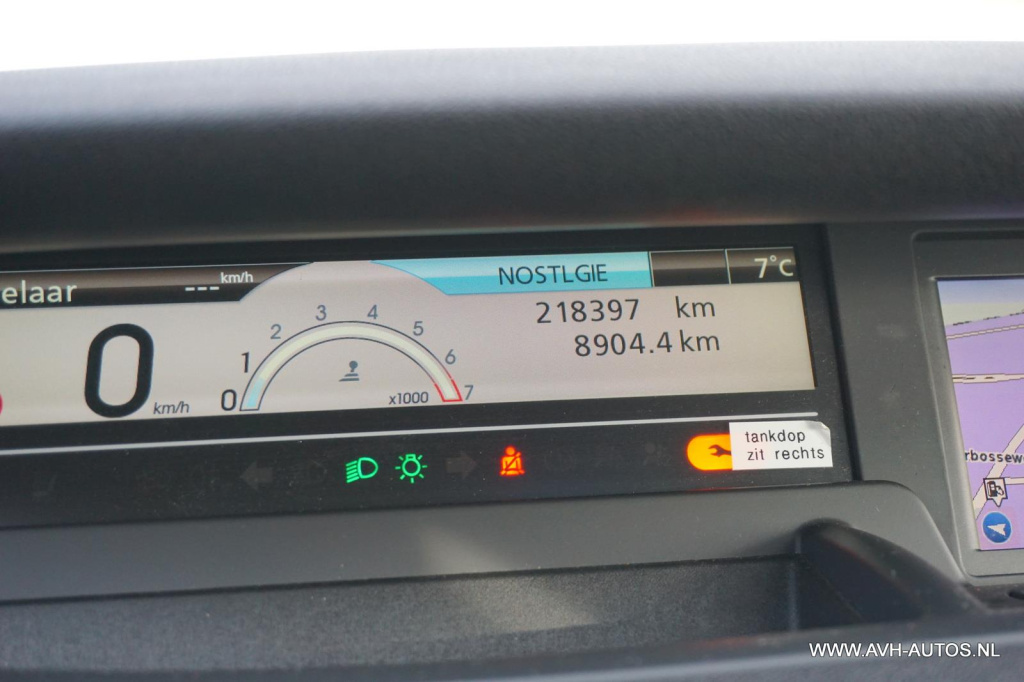 elaar --- km/h NOSTLGIE 7°c
218397 km
8904.4 km
0 km/h
0 1 2 3 4 5 6 7
x1000
tankdop
zit rechts
rbossew
WWW.AVH-AUTOS.NL